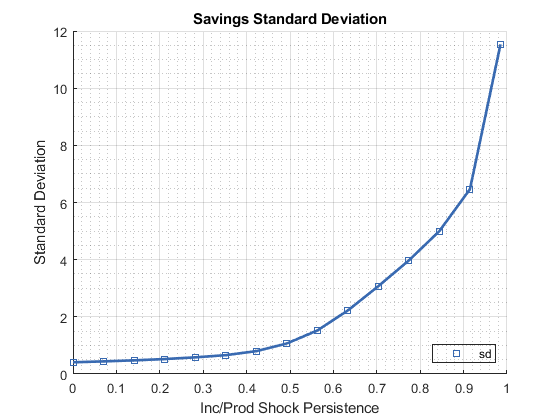 Savings Standard Deviation
12
10
8
6
4
2
0
Standard Deviation
sd
0 0.1 0.2 0.3 0.4 0.5 0.6 0.7 0.8 0.9 1
Inc/Prod Shock Persistence